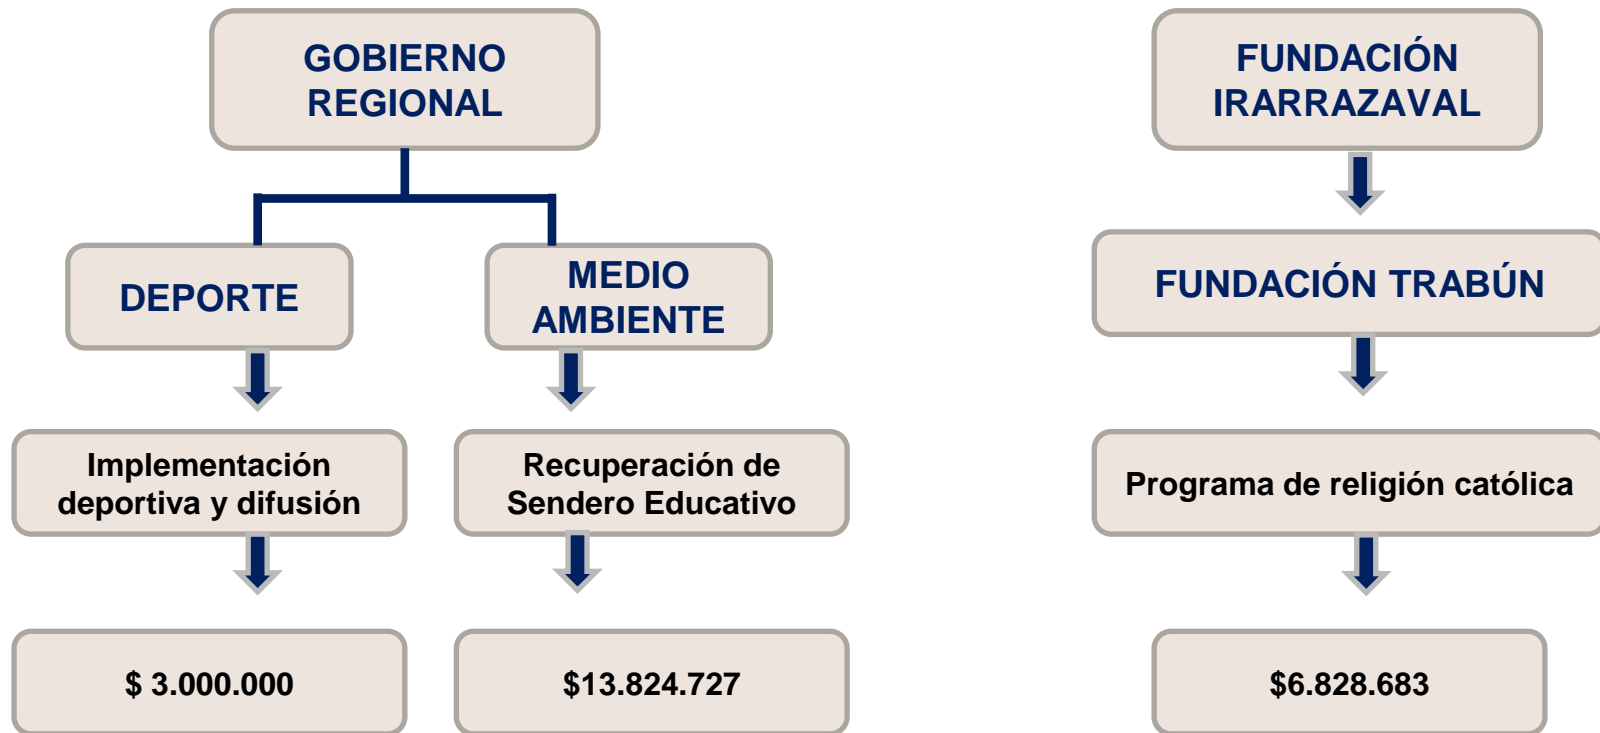 GOBIERNO
REGIONAL
DEPORTE
MEDIO
AMBIENTE
Implementación
deportiva y difusión
Recuperación de
Sendero Educativo
$ 3.000.000
$13.824.727
FUNDACIÓN
IRARRAZAVAL
FUNDACIÓN TRABÚN
Programa de religión católica
$6.828.683